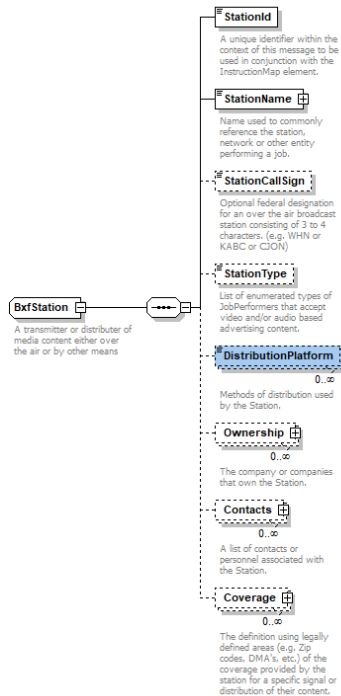 StationId
A unique identifier within the
context of this message to be
used in conjunction with the
InstructionMap element.
StationName
Name used to commonly
reference the station,
network or other entity
performing a job.
StationCallSign
Optional federal designation
for an over the air broadcast
station consisting of 3 to 4
characters. (e.g. WHN or
KABC or CJON)
StationType
List of enumerated types of
JobPerformers that accept
video and/or audio based
advertising content.
BxfStation
A transmitter or distributer of
media content either over
the air or by other means
DistributionPlatform
0..∞
Methods of distribution used
by the Station.
Ownership
0..∞
The company or companies
that own the Station.
Contacts
0..∞
A list of contacts or
personnel associated with
the Station.
Coverage
0..∞
The definition using legally
defined areas (e.g. Zip
codes, DMA's, etc.) of the
coverage provided by the
station for a specific signal or
distribution of their content.